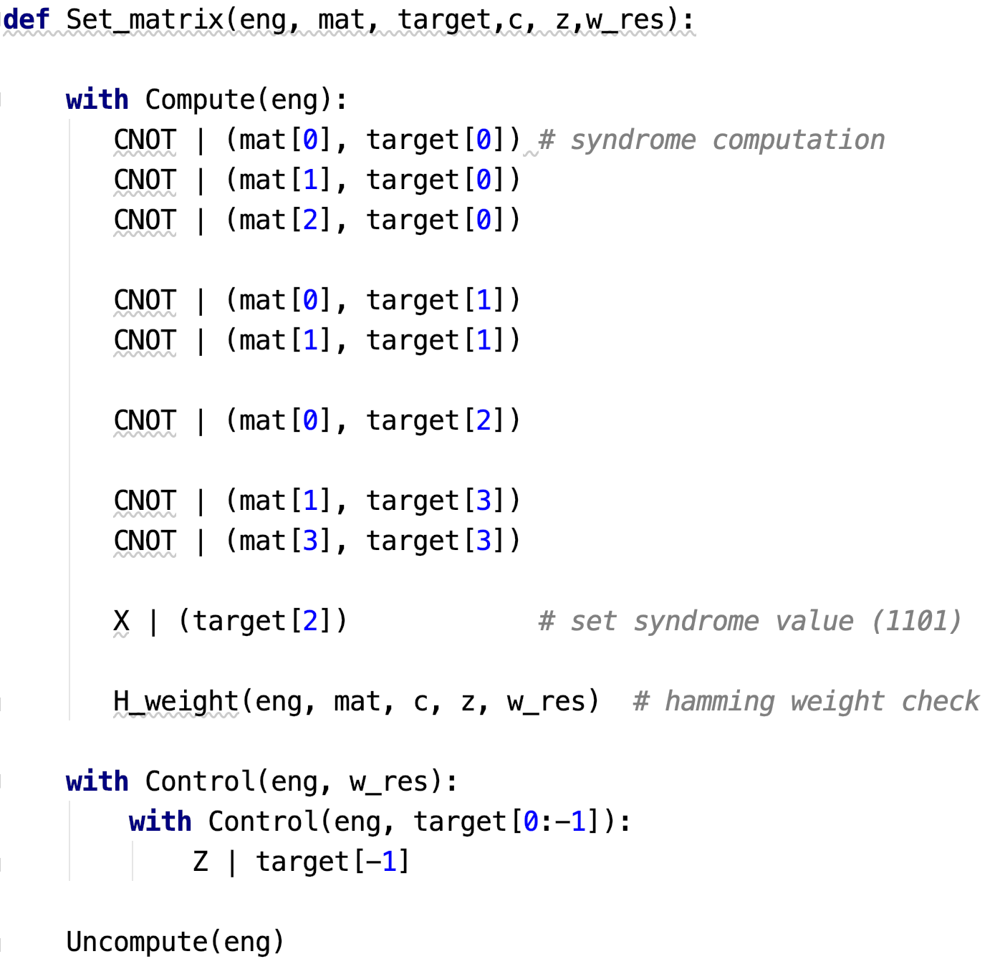 def Set_matrix(eng, mat, target,c, z,w_res):
with Compute(eng):
CNOT | (mat[0], target[0]) # syndrome computation
CNOT | (mat[1], target[0])
CNOT | (mat[2], target[0])
CNOT | (mat[0], target[1])
CNOT | (mat[1], target[1])
CNOT | (mat[0], target[2])
CNOT | (mat[1], target[3])
CNOT | (mat[3], target[3])
X | (target[2]) # set syndrome value (1101)
H_weight(eng, mat, c, z, w_res) # hamming weight check
with Control(eng, w_res):
with Control(eng, target[0:-1]):
Z | target[-1]
Uncompute(eng)